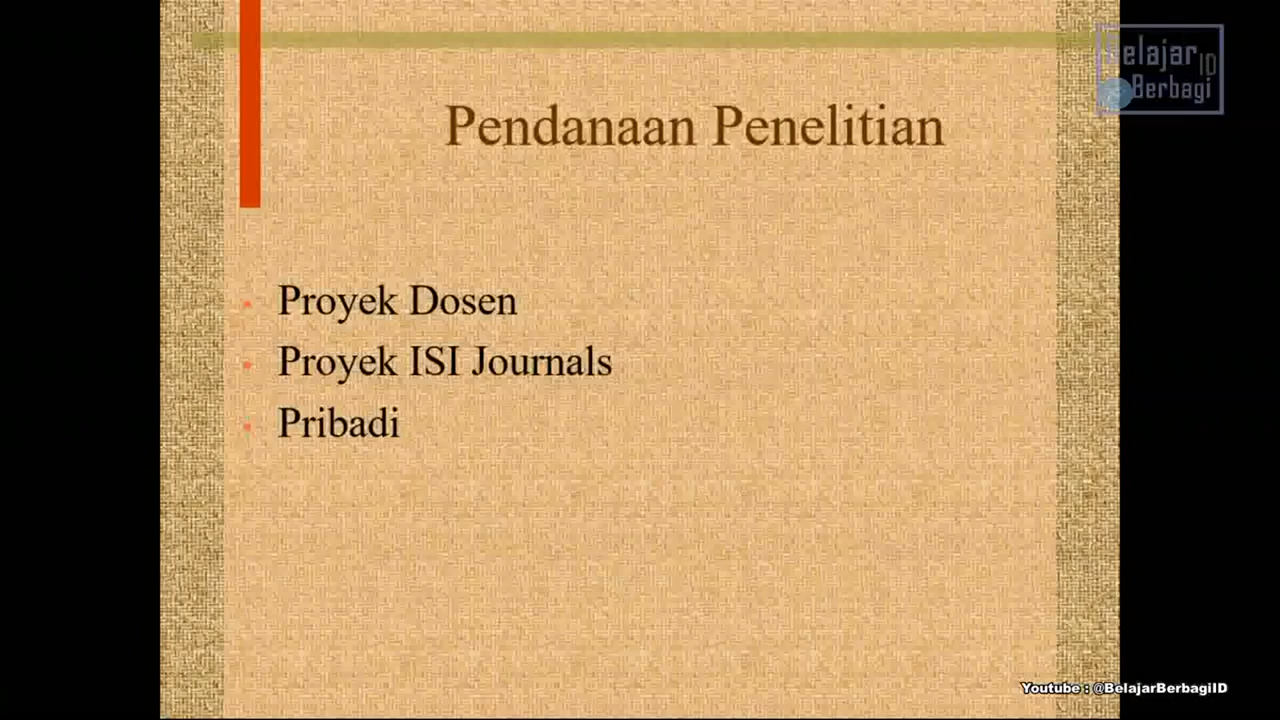 Belajar ID
Berbagi
Pendanaan Penelitian
Proyek Dosen
Proyek ISI Journals
Pribadi
Youtube : @BelajarBerbagiID